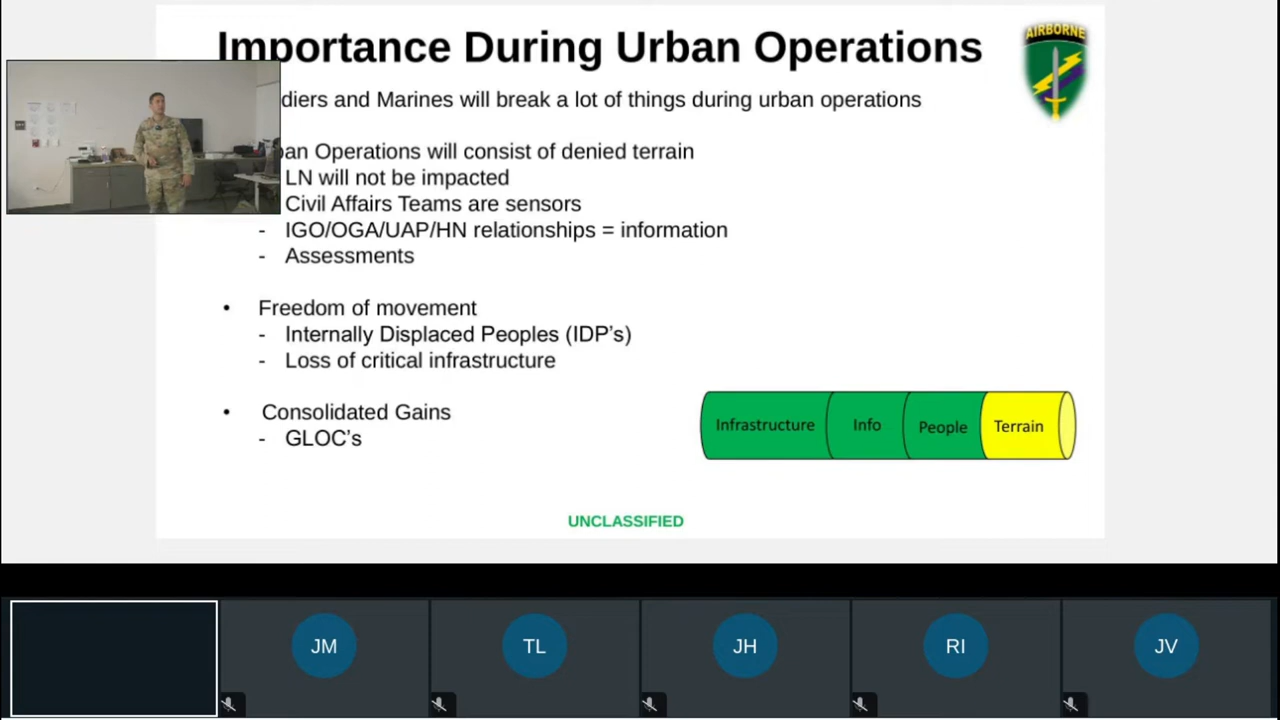 Importance During Urban Operations
AIRBORNE
diers and Marines will break a lot of things during urban operations
an Operations will consist of denied terrain
LN will not be impacted
Civil Affairs Teams are sensors
- IGO/OGA/UAP/HN relationships = information
- Assessments
• Freedom of movement
- Internally Displaced Peoples (IDP's)
- Loss of critical infrastructure
• Consolidated Gains
- GLOC's
Infrastructure Info People Terrain
UNCLASSIFIED
JM TL JH RI JV